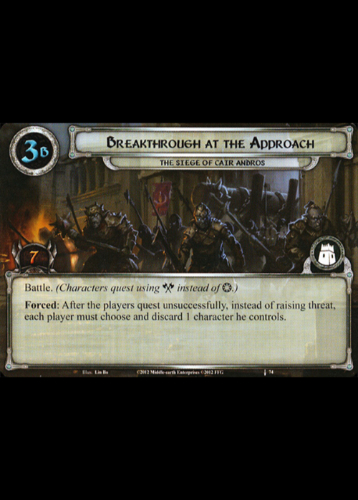 3B
BREAKTHROUGH AT THE APPROACH
THE SIEGE OF CAIR ANDROS
7
Battle. (Characters quest using instead of .)
Forced: After the players quest unsuccessfully, instead of raising threat,
each player must choose and discard 1 character he controls.
Illus. Lin Bo ©2012 Middle-earth Enterprises ©2012 FFG 74